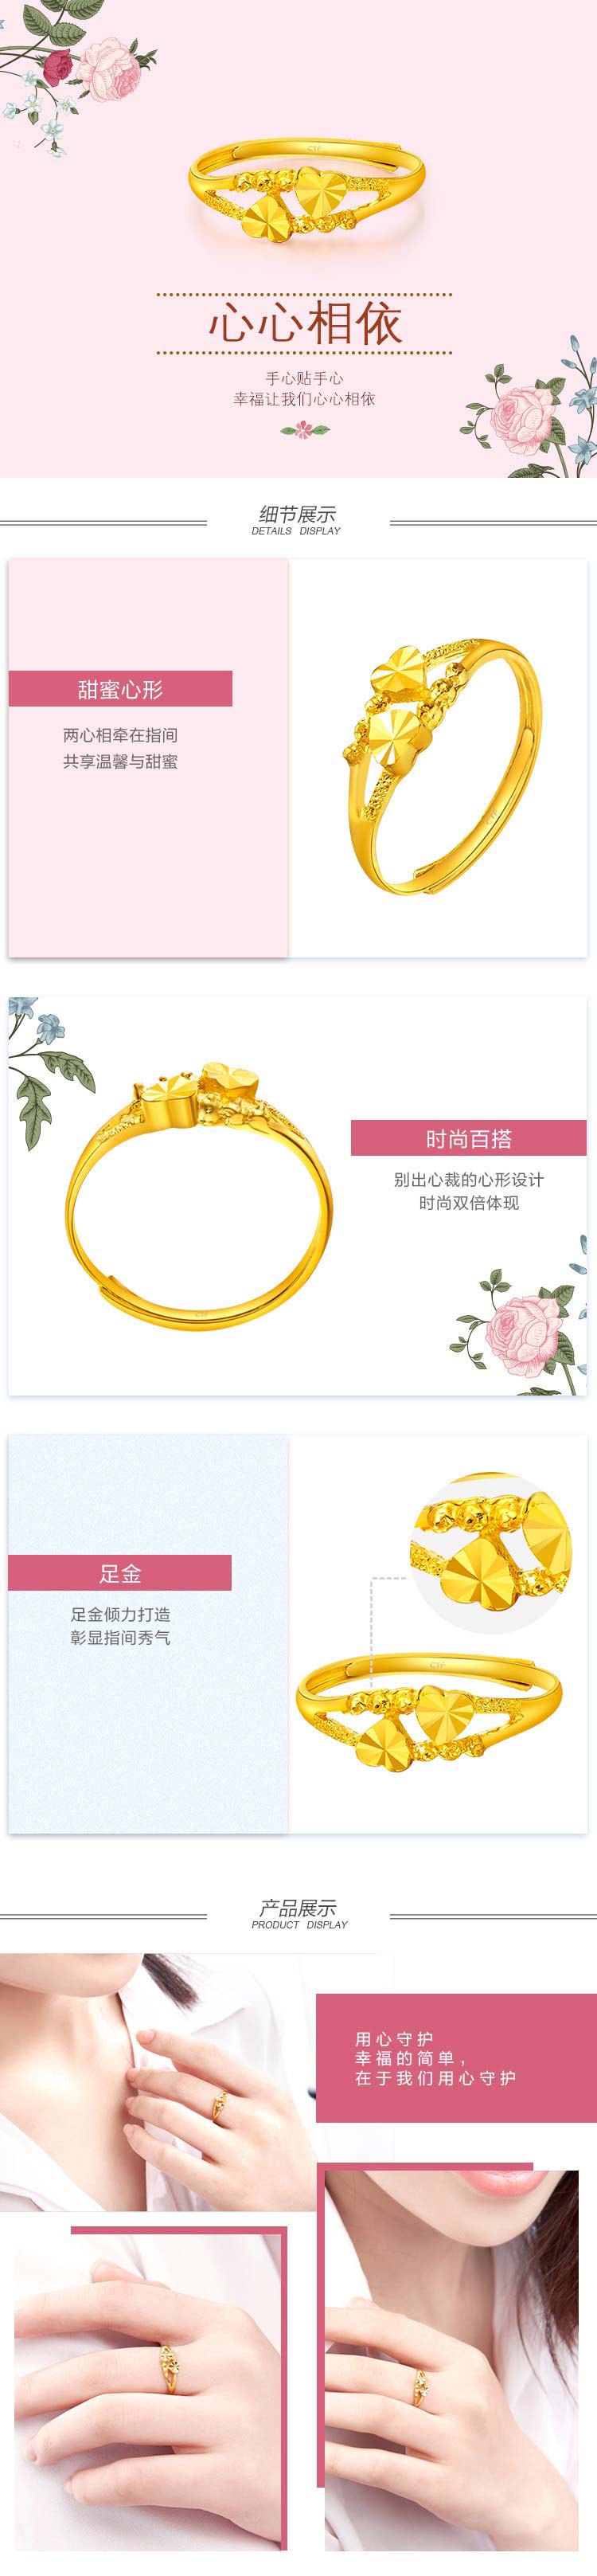 CTF
心心相依
手心贴手心
幸福让我们心心相依
细节展示
DETAILS DISPLAY
甜蜜心形
两心相牵在指间
共享温馨与甜蜜
CTF
时尚百搭
别出心裁的心形设计
时尚双倍体现
CTF
足金
足金倾力打造
彰显指间秀气
CTF
产品展示
PRODUCT DISPLAY
用心守护
幸福的简单，
在于我们用心守护